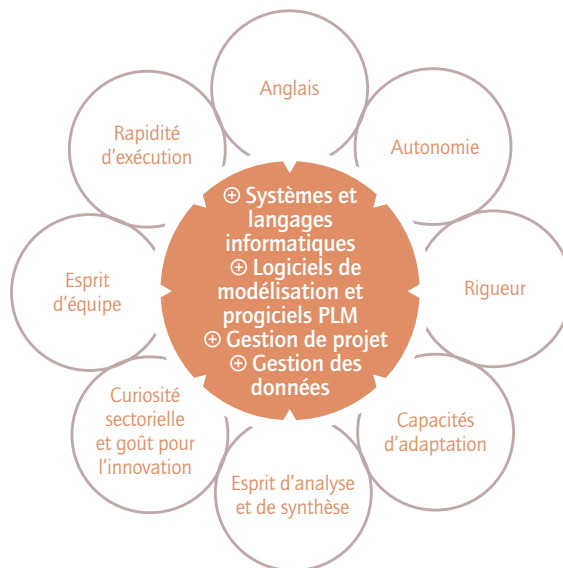 Anglais
Autonomie
Rigueur
Capacités
d'adaptation
Esprit d'analyse
et de synthèse
Curiosité
sectorielle
et goût pour
l'innovation
Esprit
d'équipe
Rapidité
d'exécution
⊕ Systèmes et
langages
informatiques
⊕ Logiciels de
modélisation et
progiciels PLM
⊕ Gestion de projet
⊕ Gestion des
données